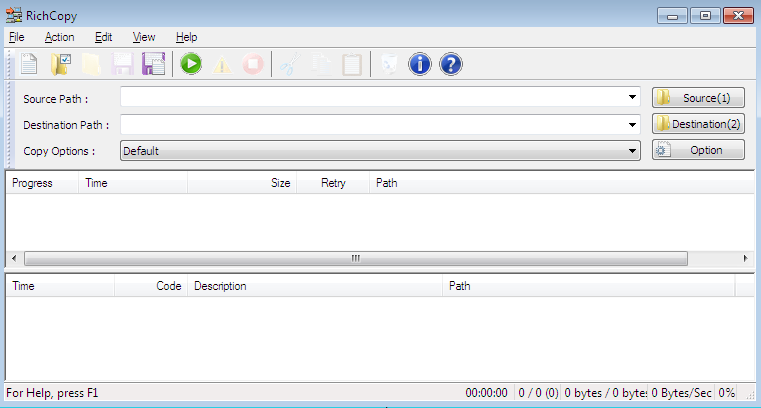 RichCopy
File Action Edit View Help
Source Path : Source(1)
Destination Path : Destination(2)
Copy Options : Default Option
Progress Time Size Retry Path
Time Code Description Path
For Help, press F1 00:00:00 0 / 0 (0) 0 bytes / 0 bytes 0 Bytes/Sec 0%